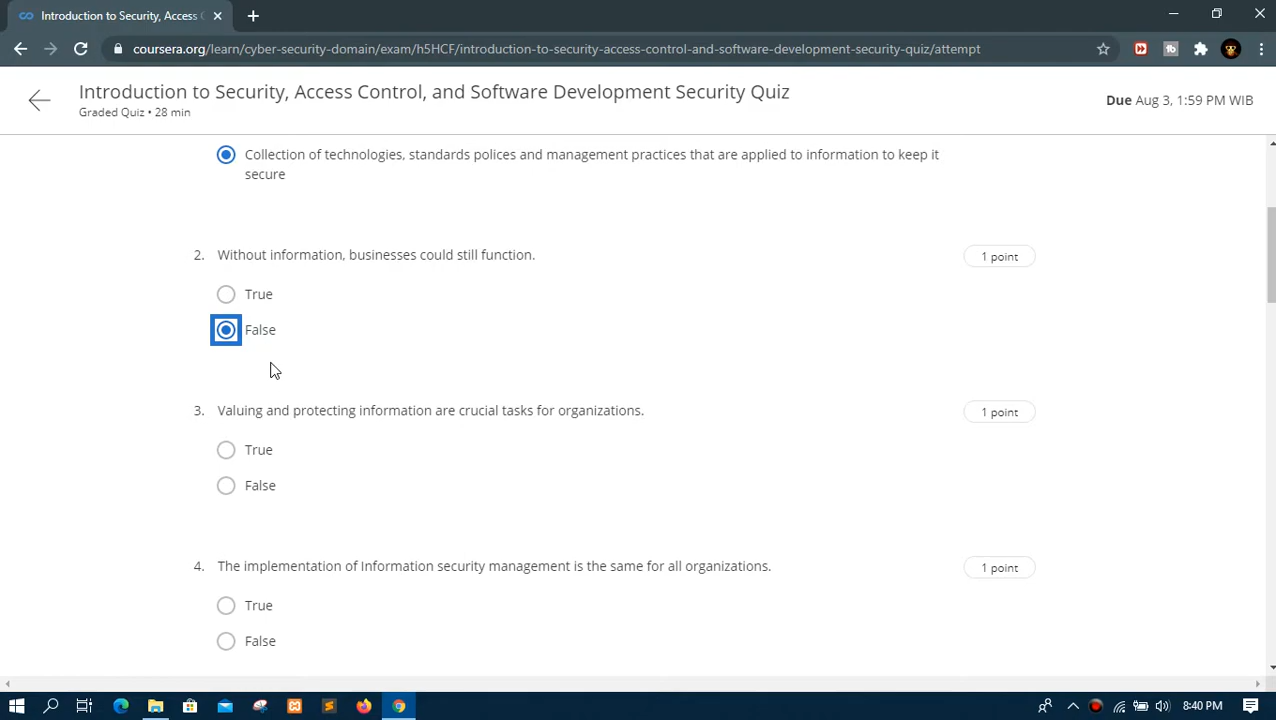 Introduction to Security, Access C
coursera.org/learn/cyber-security-domain/exam/h5HCF/introduction-to-security-access-control-and-software-development-security-quiz/attempt
Introduction to Security, Access Control, and Software Development Security Quiz
Graded Quiz • 28 min
Due Aug 3, 1:59 PM WIB
Collection of technologies, standards polices and management practices that are applied to information to keep it
secure
2. Without information, businesses could still function. 1 point
True
False
3. Valuing and protecting information are crucial tasks for organizations. 1 point
True
False
4. The implementation of Information security management is the same for all organizations. 1 point
True
False
8:40 PM